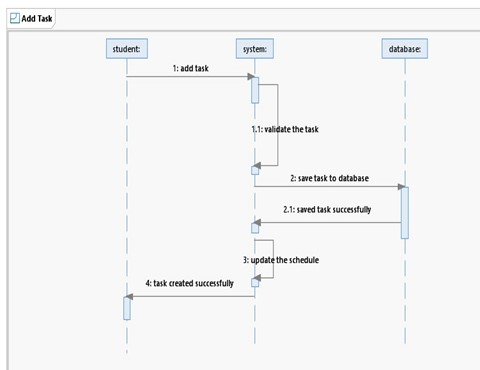 Add Task
student: system: database:
1: add task
1.1: validate the task
2: save task to database
2.1: saved task successfully
3: update the schedule
4: task created successfully